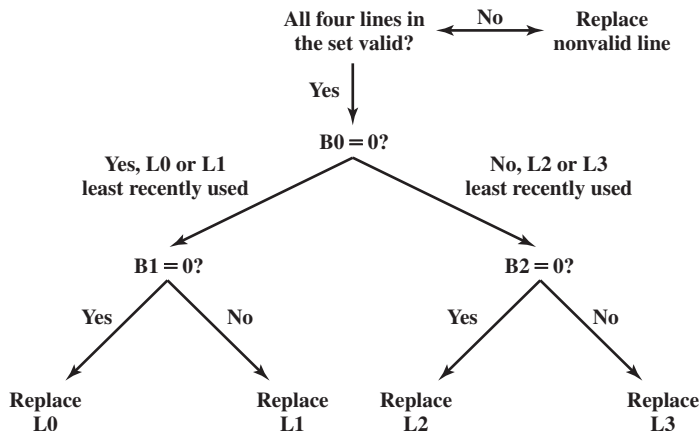 All four lines in
the set valid?
No
Replace
nonvalid line
Yes
B0 = 0?
Yes, L0 or L1
least recently used
No, L2 or L3
least recently used
B1 = 0?
B2 = 0?
Yes
No
Yes
No
Replace
L0
Replace
L1
Replace
L2
Replace
L3